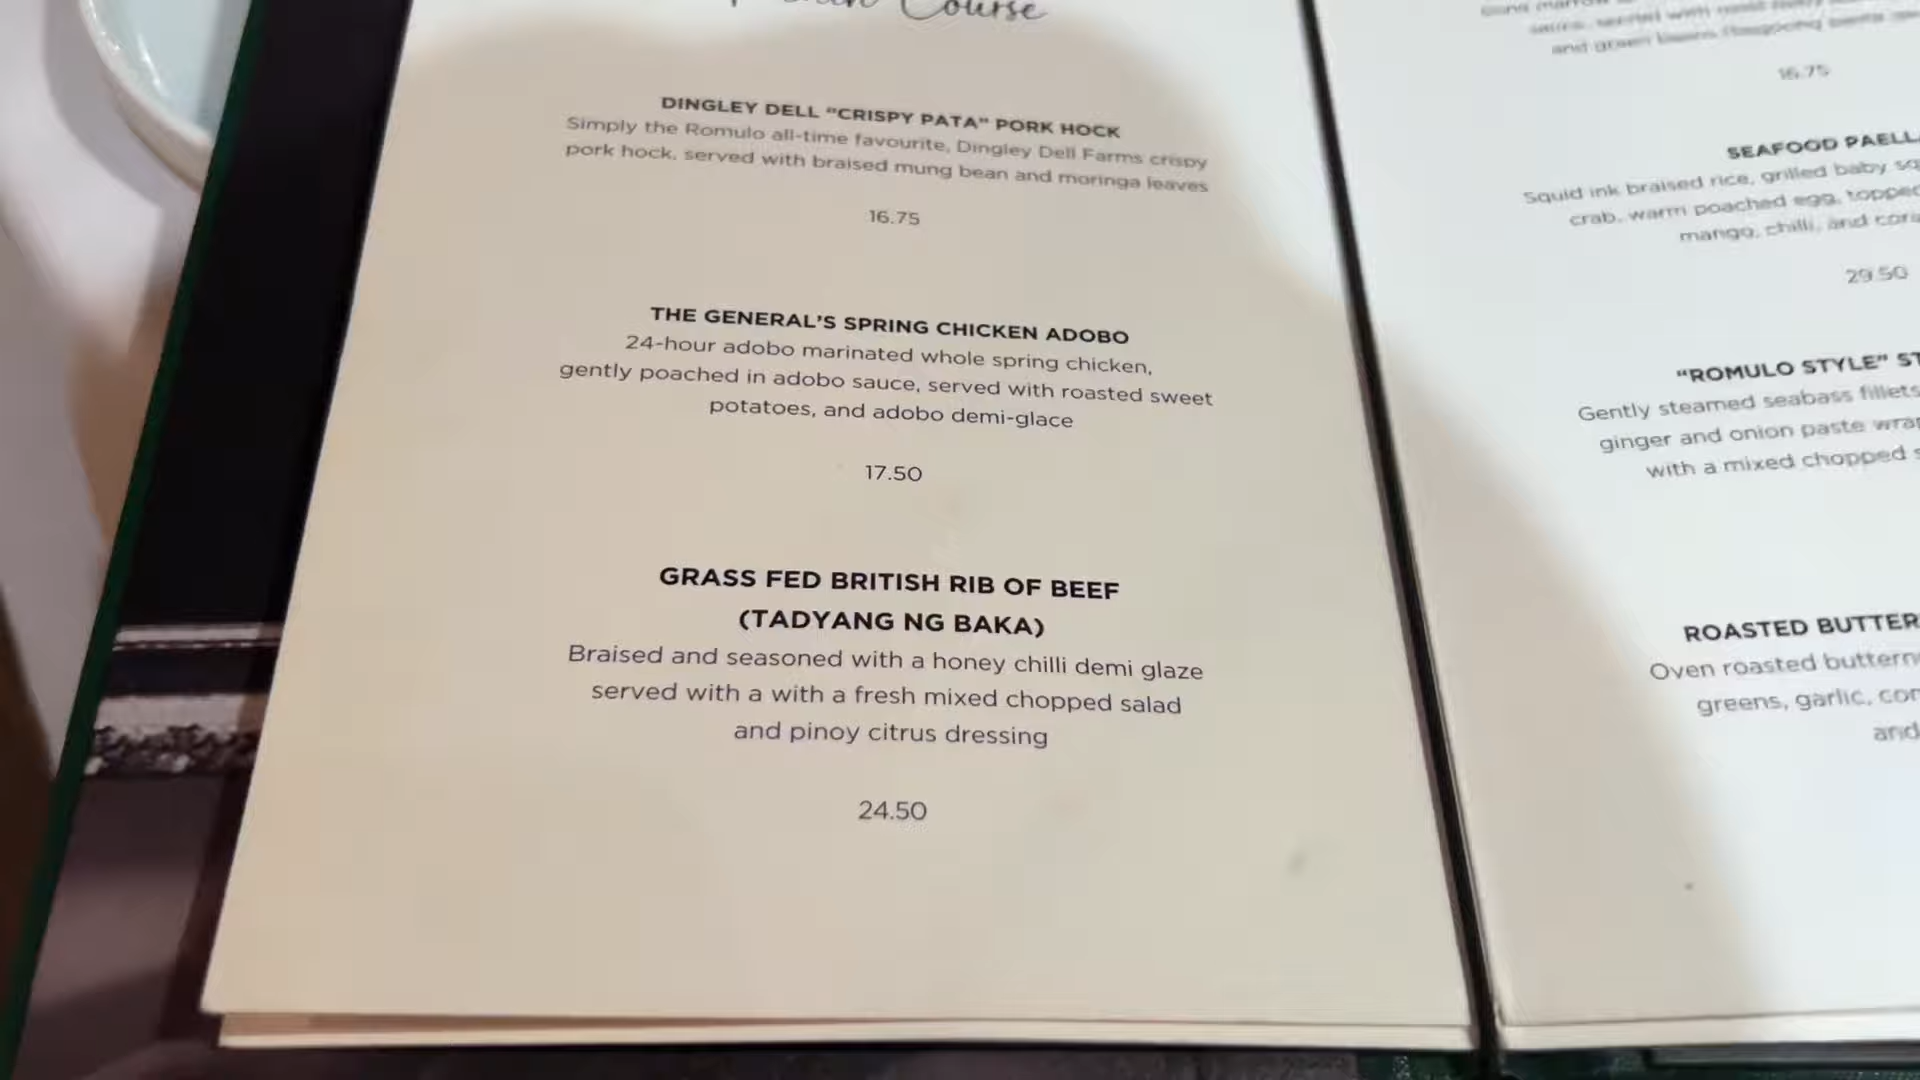 Course
DINGLEY DELL "CRISPY PATA" PORK HOCK
Simply the Romulo all-time favourite, Dingley Dell Farms crispy
pork hock, served with braised mung bean and moringa leaves
16.75
THE GENERAL'S SPRING CHICKEN ADOBO
24-hour adobo marinated whole spring chicken,
gently poached in adobo sauce, served with roasted sweet
potatoes, and adobo demi-glace
17.50
GRASS FED BRITISH RIB OF BEEF
(TADYANG NG BAKA)
Braised and seasoned with a honey chilli demi glaze
served with a with a fresh mixed chopped salad
and pinoy citrus dressing
24.50
and green beans
16.75
SEAFOOD
Squid ink braised rice, grilled baby
crab, warm poached egg, topped
mango, chilli, and
29.50
"ROMULO STYLE"
Gently steamed seabass fillets
ginger and onion paste
with a mixed chopped
ROASTED
Oven roasted
greens, garlic,
and